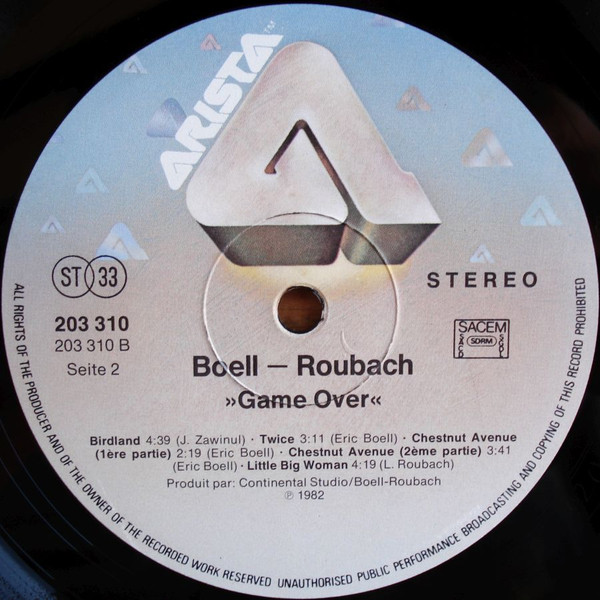 ARISTA™
ST 33
STEREO
203 310
203 310 B
Seite 2
SACEM
SACD SDRM SGDL
Boell — Roubach
»Game Over«
Birdland 4:39 (J. Zawinul) · Twice 3:11 (Eric Boell) · Chestnut Avenue
(1ère partie) 2:19 (Eric Boell) · Chestnut Avenue (2ème partie) 3:41
(Eric Boell) · Little Big Woman 4:19 (L. Roubach)
Produit par: Continental Studio/Boell-Roubach
℗ 1982
ALL RIGHTS OF THE PRODUCER AND OF THE OWNER OF THE RECORDED WORK RESERVED UNAUTHORISED PUBLIC PERFORMANCE BROADCASTING AND COPYING OF THIS RECORD PROHIBITED